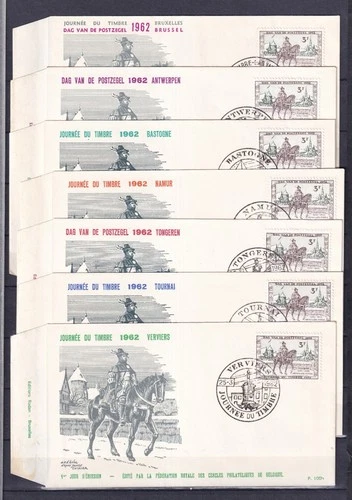 JOURNÉE DU TIMBRE 1962 BRUXELLES
DAG VAN DE POSTZEGEL BRUSSEL
DAG VAN DE POSTZEGEL 1962 ANTWERPEN
ANTWERPEN
JOURNÉE DU TIMBRE 1962 BASTOGNE
BASTOGNE
JOURNÉE DU TIMBRE 1962 NAMUR
NAMUR
DAG VAN DE POSTZEGEL 1962 TONGEREN
TONGEREN
JOURNÉE DU TIMBRE 1962 TOURNAI
TOURNAI
JOURNÉE DU TIMBRE 1962 VERVIERS
3F
VERVIERS
JOURNÉE DU TIMBRE
1er JOUR D'ÉMISSION - ÉDITÉ PAR LA FÉDÉRATION ROYALE DES CERCLES PHILATÉLIQUES DE BELGIQUE.